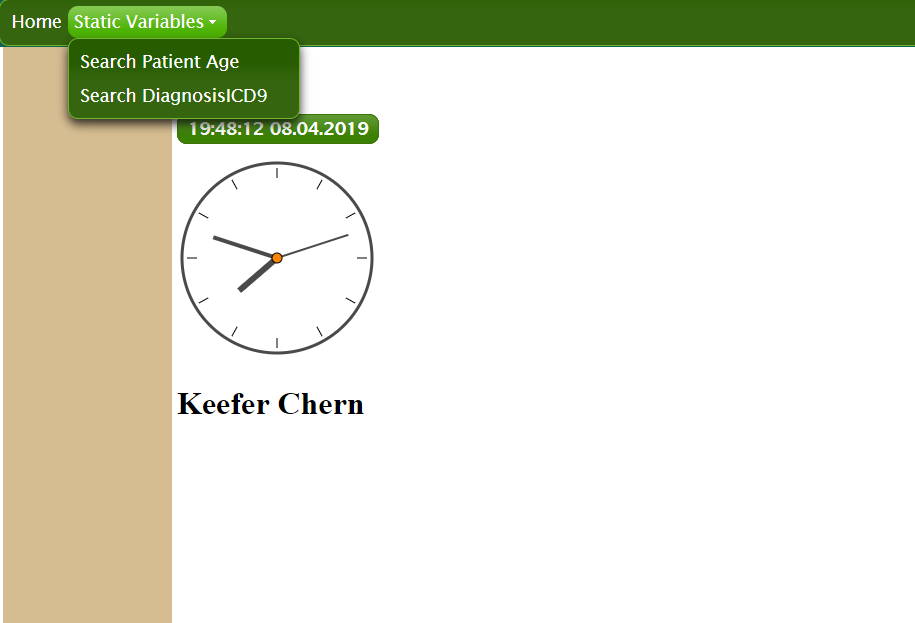 Home Static Variables
Search Patient Age
Search DiagnosisICD9
19:48:12 08.04.2019
Keefer Chern